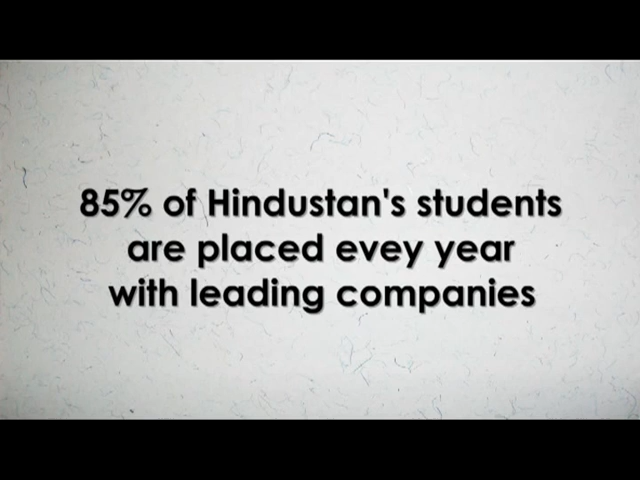 85% of Hindustan's students
are placed evey year
with leading companies